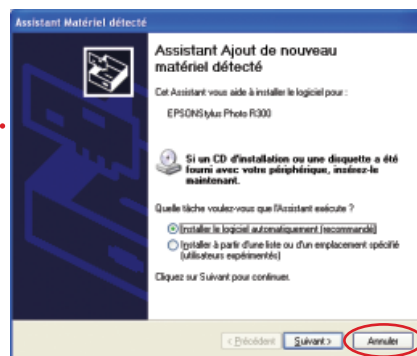 Assistant Matériel détecté
Assistant Ajout de nouveau
matériel détecté
Cet Assistant vous aide à installer le logiciel pour :
EPSONStylus Photo R300
Si un CD d'installation ou une disquette a été
fourni avec votre périphérique, insérez-le
maintenant.
Quelle tâche voulez-vous que l'Assistant exécute ?
Installer le logiciel automatiquement (recommandé)
Installer à partir d'une liste ou d'un emplacement spécifié
(utilisateurs expérimentés)
Cliquez sur Suivant pour continuer.
< Précédent Suivant > Annuler